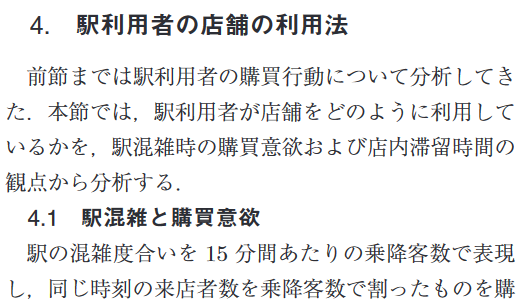 4. 駅利用者の店舗の利用法
前節までは駅利用者の購買行動について分析してき
た．本節では，駅利用者が店舗をどのように利用して
いるかを，駅混雑時の購買意欲および店内滞留時間の
観点から分析する．
4.1 駅混雑と購買意欲
駅の混雑度合いを 15 分間あたりの乗降客数で表現
し，同じ時刻の来店者数を乗降客数で割ったものを購